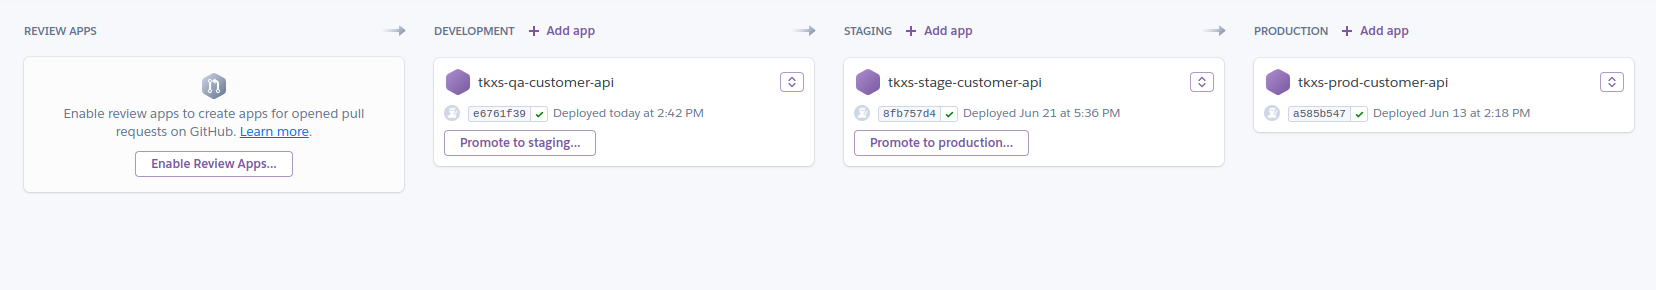 REVIEW APPS
Enable review apps to create apps for opened pull
requests on GitHub. Learn more.
Enable Review Apps...
DEVELOPMENT + Add app
tkxs-qa-customer-api
e6761f39 Deployed today at 2:42 PM
Promote to staging...
STAGING + Add app
tkxs-stage-customer-api
8fb757d4 Deployed Jun 21 at 5:36 PM
Promote to production...
PRODUCTION + Add app
tkxs-prod-customer-api
a585b547 Deployed Jun 13 at 2:18 PM